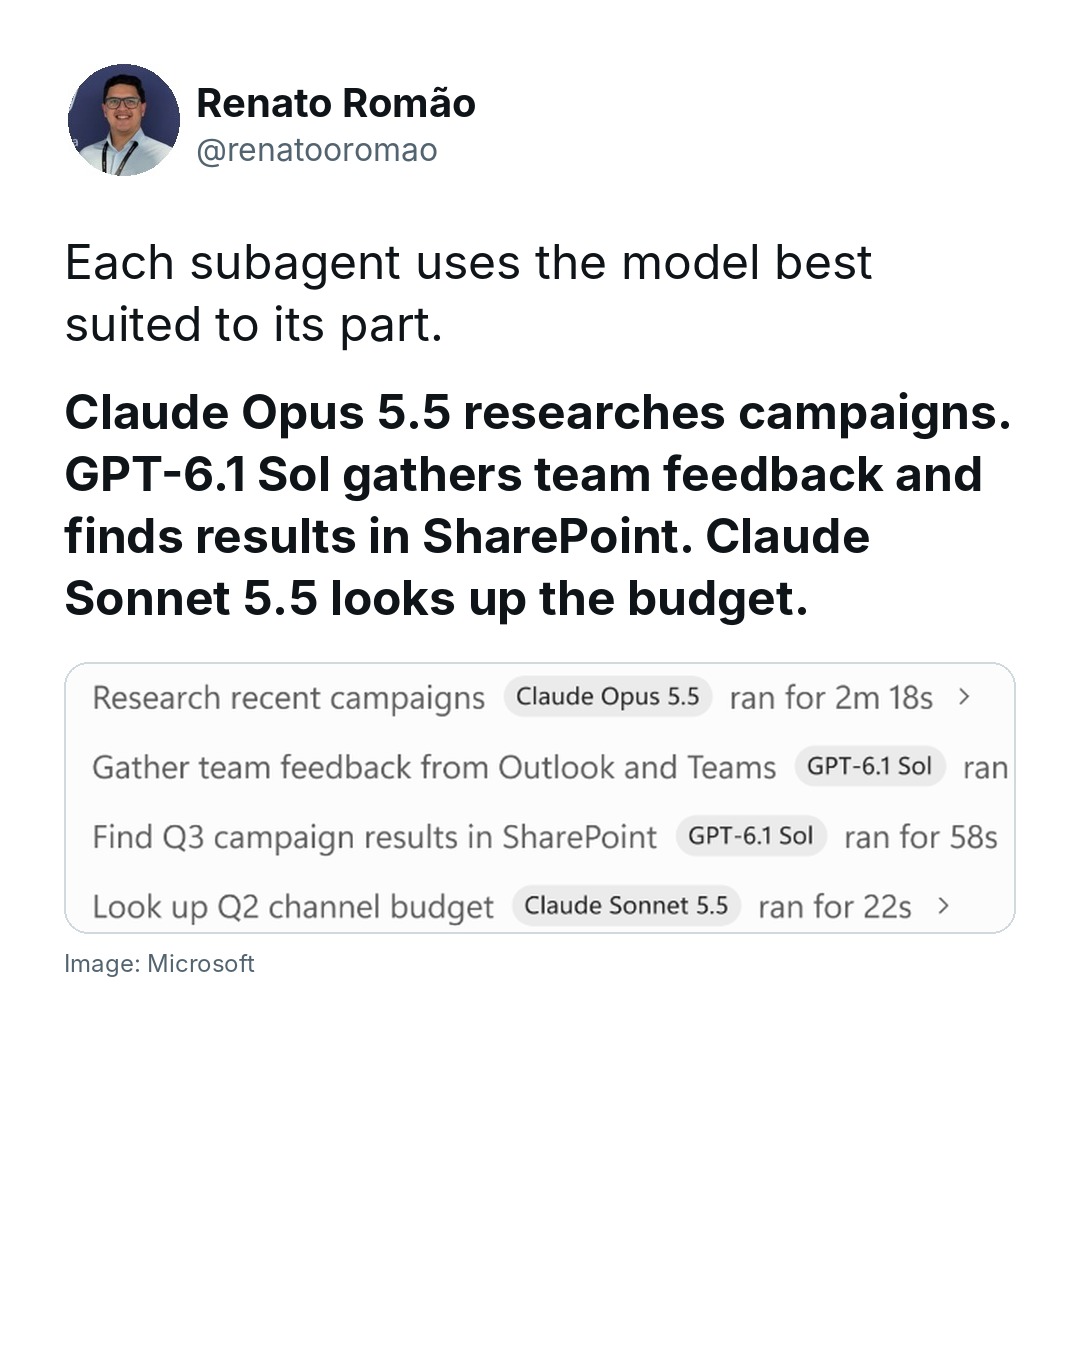 Renato Romão
@renatooromao
Each subagent uses the model best
suited to its part.
Claude Opus 5.5 researches campaigns.
GPT-6.1 Sol gathers team feedback and
finds results in SharePoint. Claude
Sonnet 5.5 looks up the budget.
Research recent campaigns Claude Opus 5.5 ran for 2m 18s >
Gather team feedback from Outlook and Teams GPT-6.1 Sol ran
Find Q3 campaign results in SharePoint GPT-6.1 Sol ran for 58s
Look up Q2 channel budget Claude Sonnet 5.5 ran for 22s >
Image: Microsoft